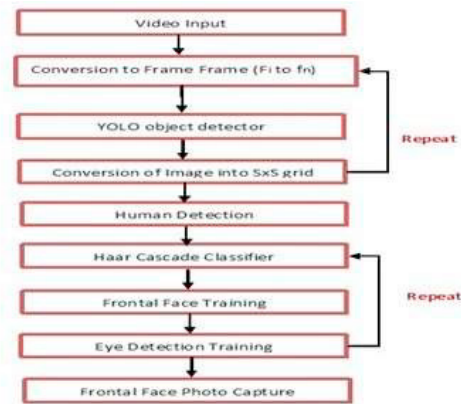 Video Input
Conversion to Frame Frame (Fi to fn)
YOLO object detector
Repeat
Conversion of Image into SxS grid
Human Detection
Haar Cascade Classifier
Frontal Face Training
Repeat
Eye Detection Training
Frontal Face Photo Capture